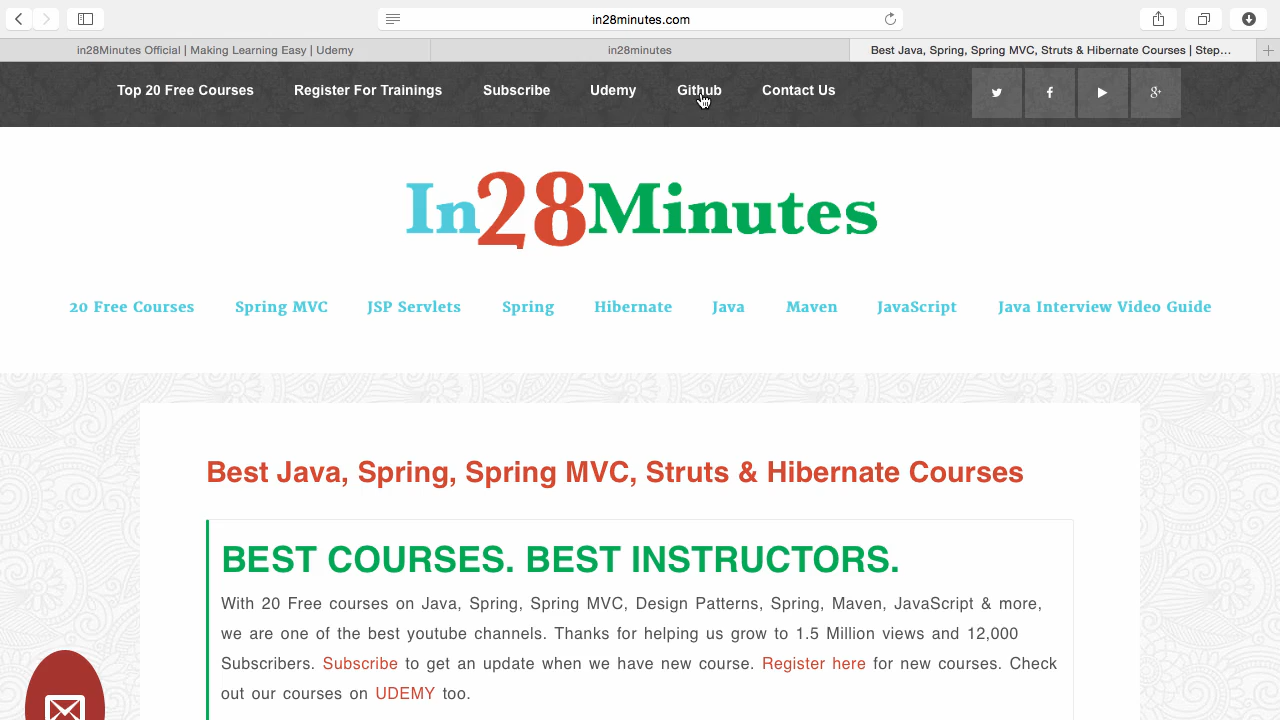 in28minutes.com
in28Minutes Official | Making Learning Easy | Udemy
in28minutes
Best Java, Spring, Spring MVC, Struts & Hibernate Courses | Step...
Top 20 Free Courses
Register For Trainings
Subscribe
Udemy
Github
Contact Us
In28Minutes
20 Free Courses
Spring MVC
JSP Servlets
Spring
Hibernate
Java
Maven
JavaScript
Java Interview Video Guide
Best Java, Spring, Spring MVC, Struts & Hibernate Courses
BEST COURSES. BEST INSTRUCTORS.
With 20 Free courses on Java, Spring, Spring MVC, Design Patterns, Spring, Maven, JavaScript & more,
we are one of the best youtube channels. Thanks for helping us grow to 1.5 Million views and 12,000
Subscribers. Subscribe to get an update when we have new course. Register here for new courses. Check
out our courses on UDEMY too.